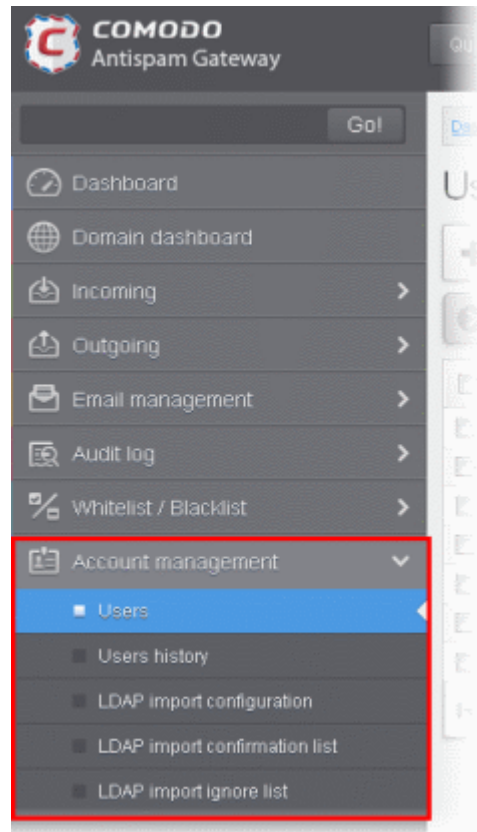 COMODO
Antispam Gateway
Go!
Dashboard
Domain dashboard
Incoming
Outgoing
Email management
Audit log
Whitelist / Blacklist
Account management
Users
Users history
LDAP import configuration
LDAP import confirmation list
LDAP import ignore list